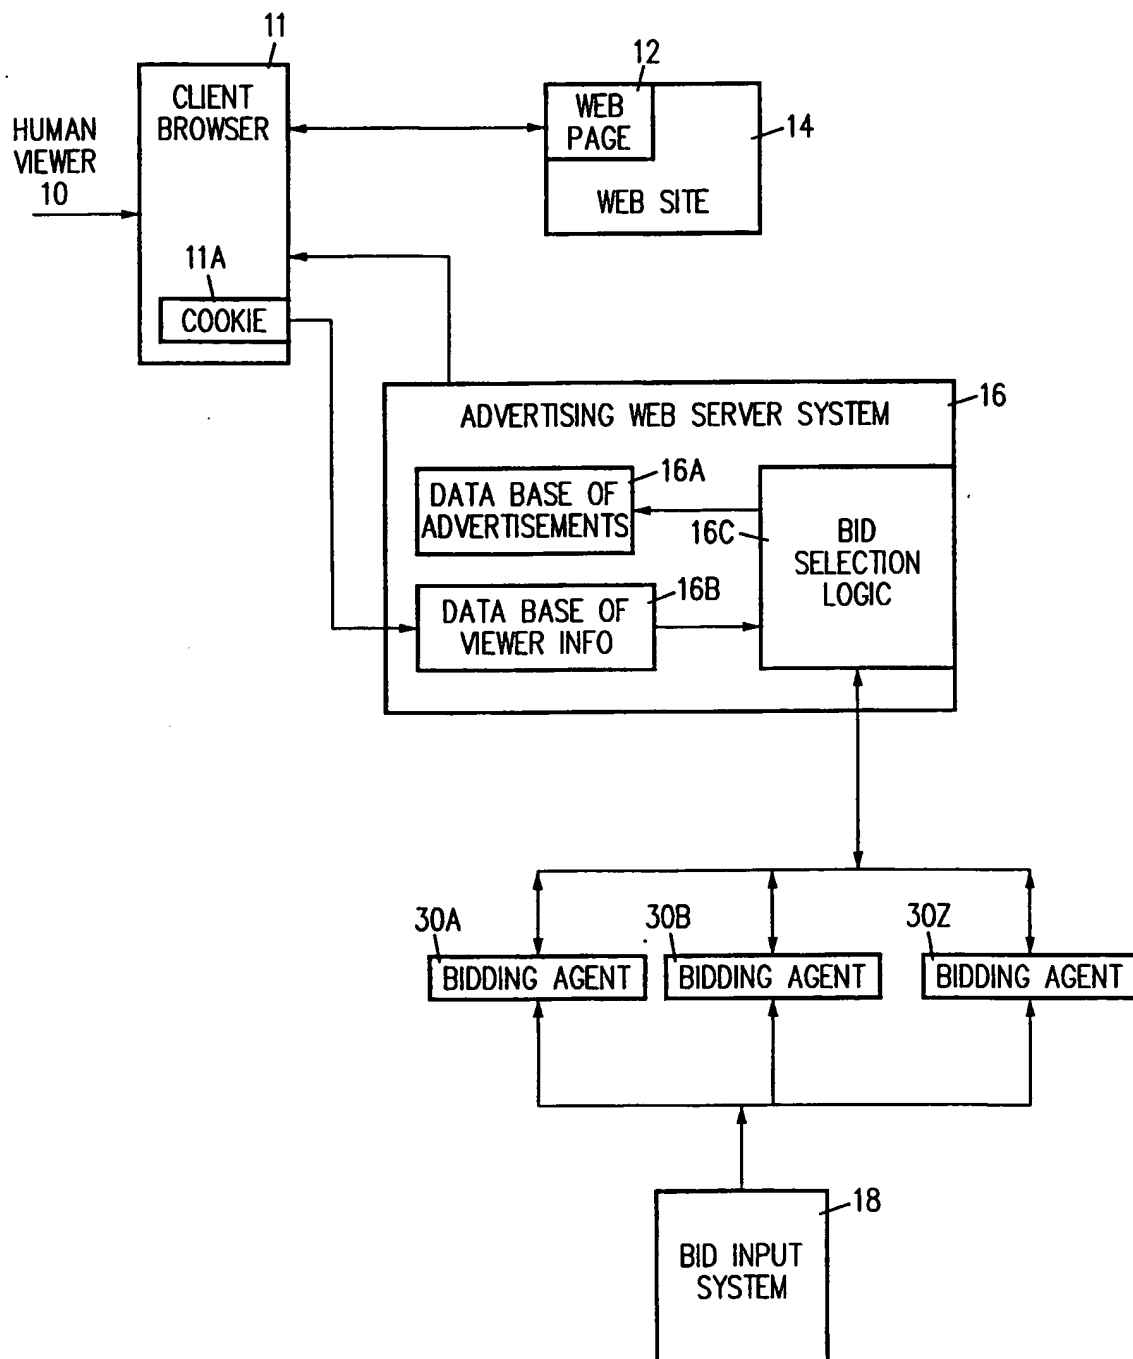 11
CLIENT
BROWSER
HUMAN
VIEWER
10
12
WEB
PAGE
14
WEB SITE
11A
COOKIE
16
ADVERTISING WEB SERVER SYSTEM
16A
DATA BASE OF
ADVERTISEMENTS
16C
BID
SELECTION
LOGIC
16B
DATA BASE OF
VIEWER INFO
30A
BIDDING AGENT
30B
BIDDING AGENT
30Z
BIDDING AGENT
18
BID INPUT
SYSTEM